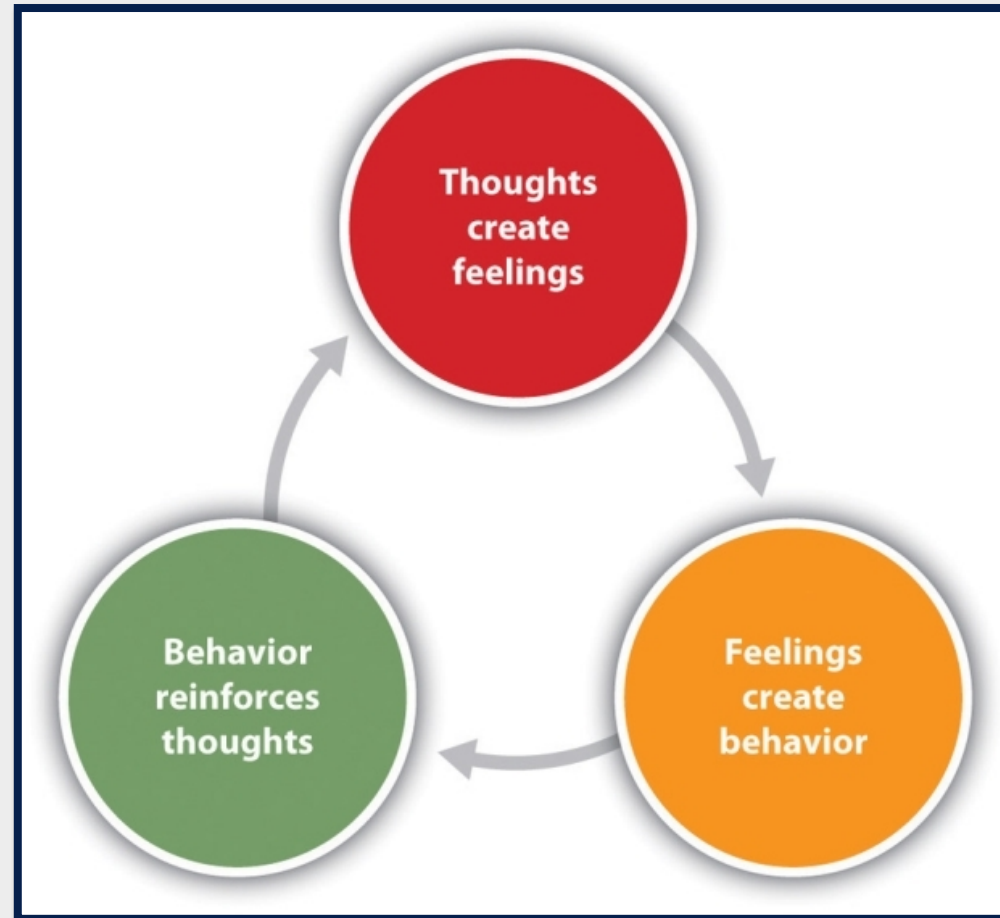 Thoughts
create
feelings
Feelings
create
behavior
Behavior
reinforces
thoughts